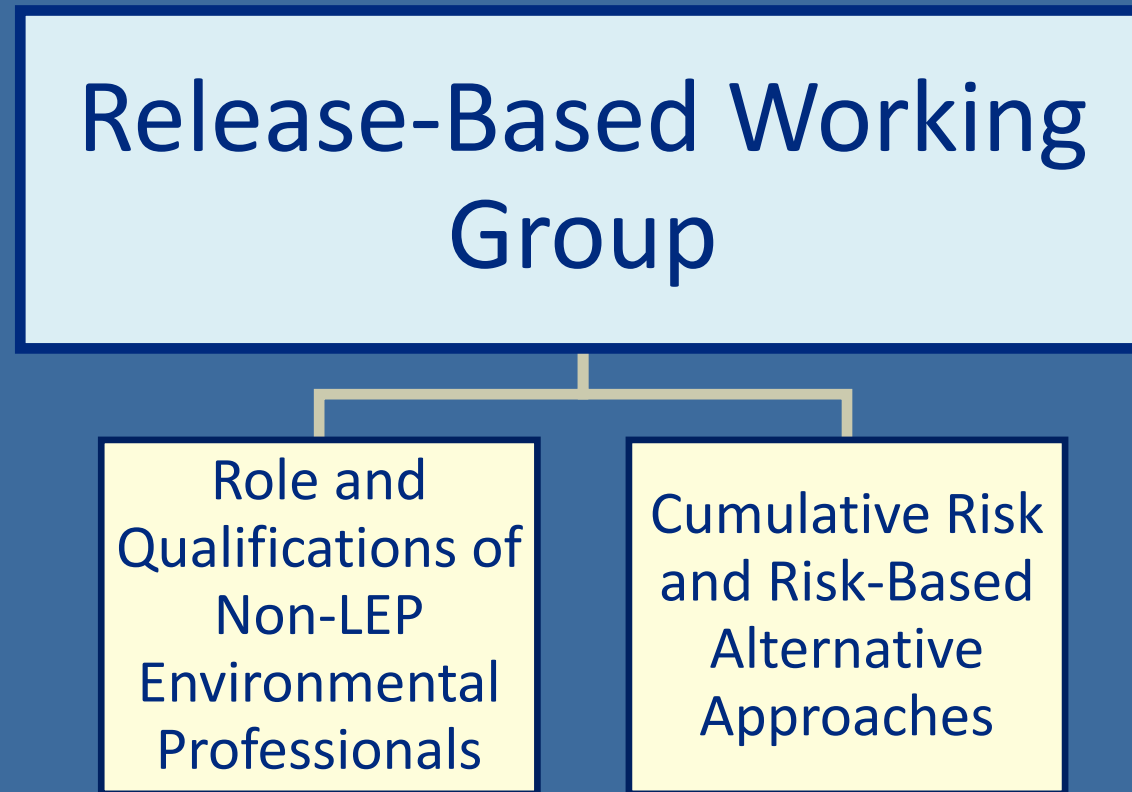 Release-Based Working
Group
Role and
Qualifications of
Non-LEP
Environmental
Professionals
Cumulative Risk
and Risk-Based
Alternative
Approaches